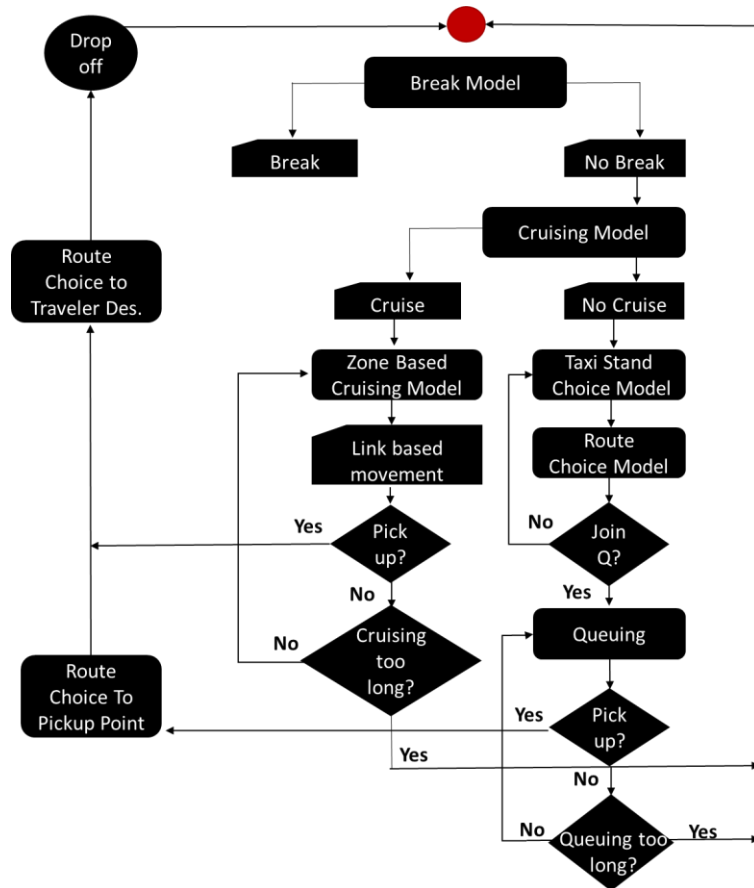 Drop
off
Break Model
Break
No Break
Cruising Model
Route
Choice to
Traveler Des.
Cruise
No Cruise
Zone Based
Cruising Model
Taxi Stand
Choice Model
Link based
movement
Route
Choice Model
Yes
Pick
up?
No
Join
Q?
No
Yes
No
Cruising
too
long?
Queuing
Route
Choice To
Pickup Point
Yes
Pick
up?
Yes
No
No
Queuing too
long?
Yes